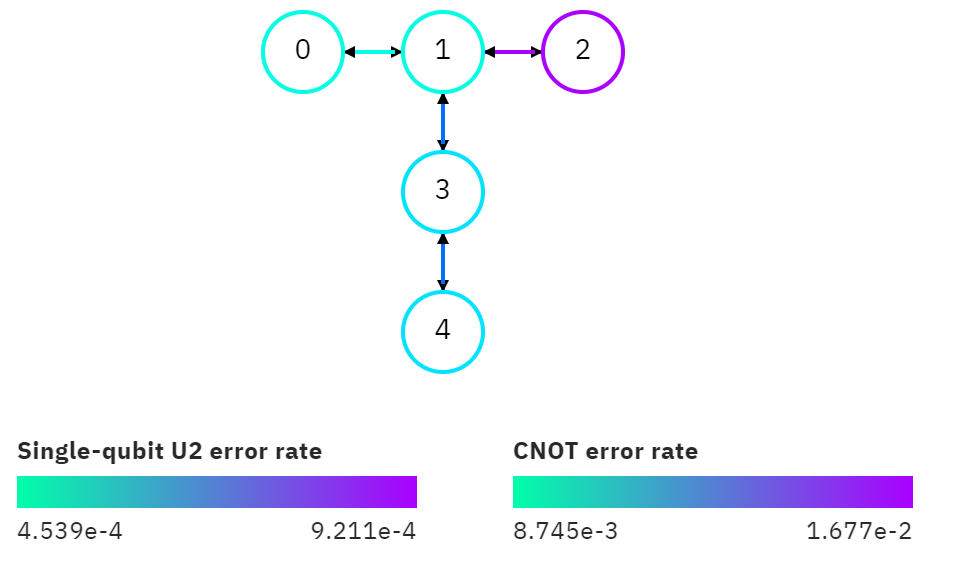 0 1 2
3
4
Single-qubit U2 error rate CNOT error rate
4.539e-4 9.211e-4 8.745e-3 1.677e-2